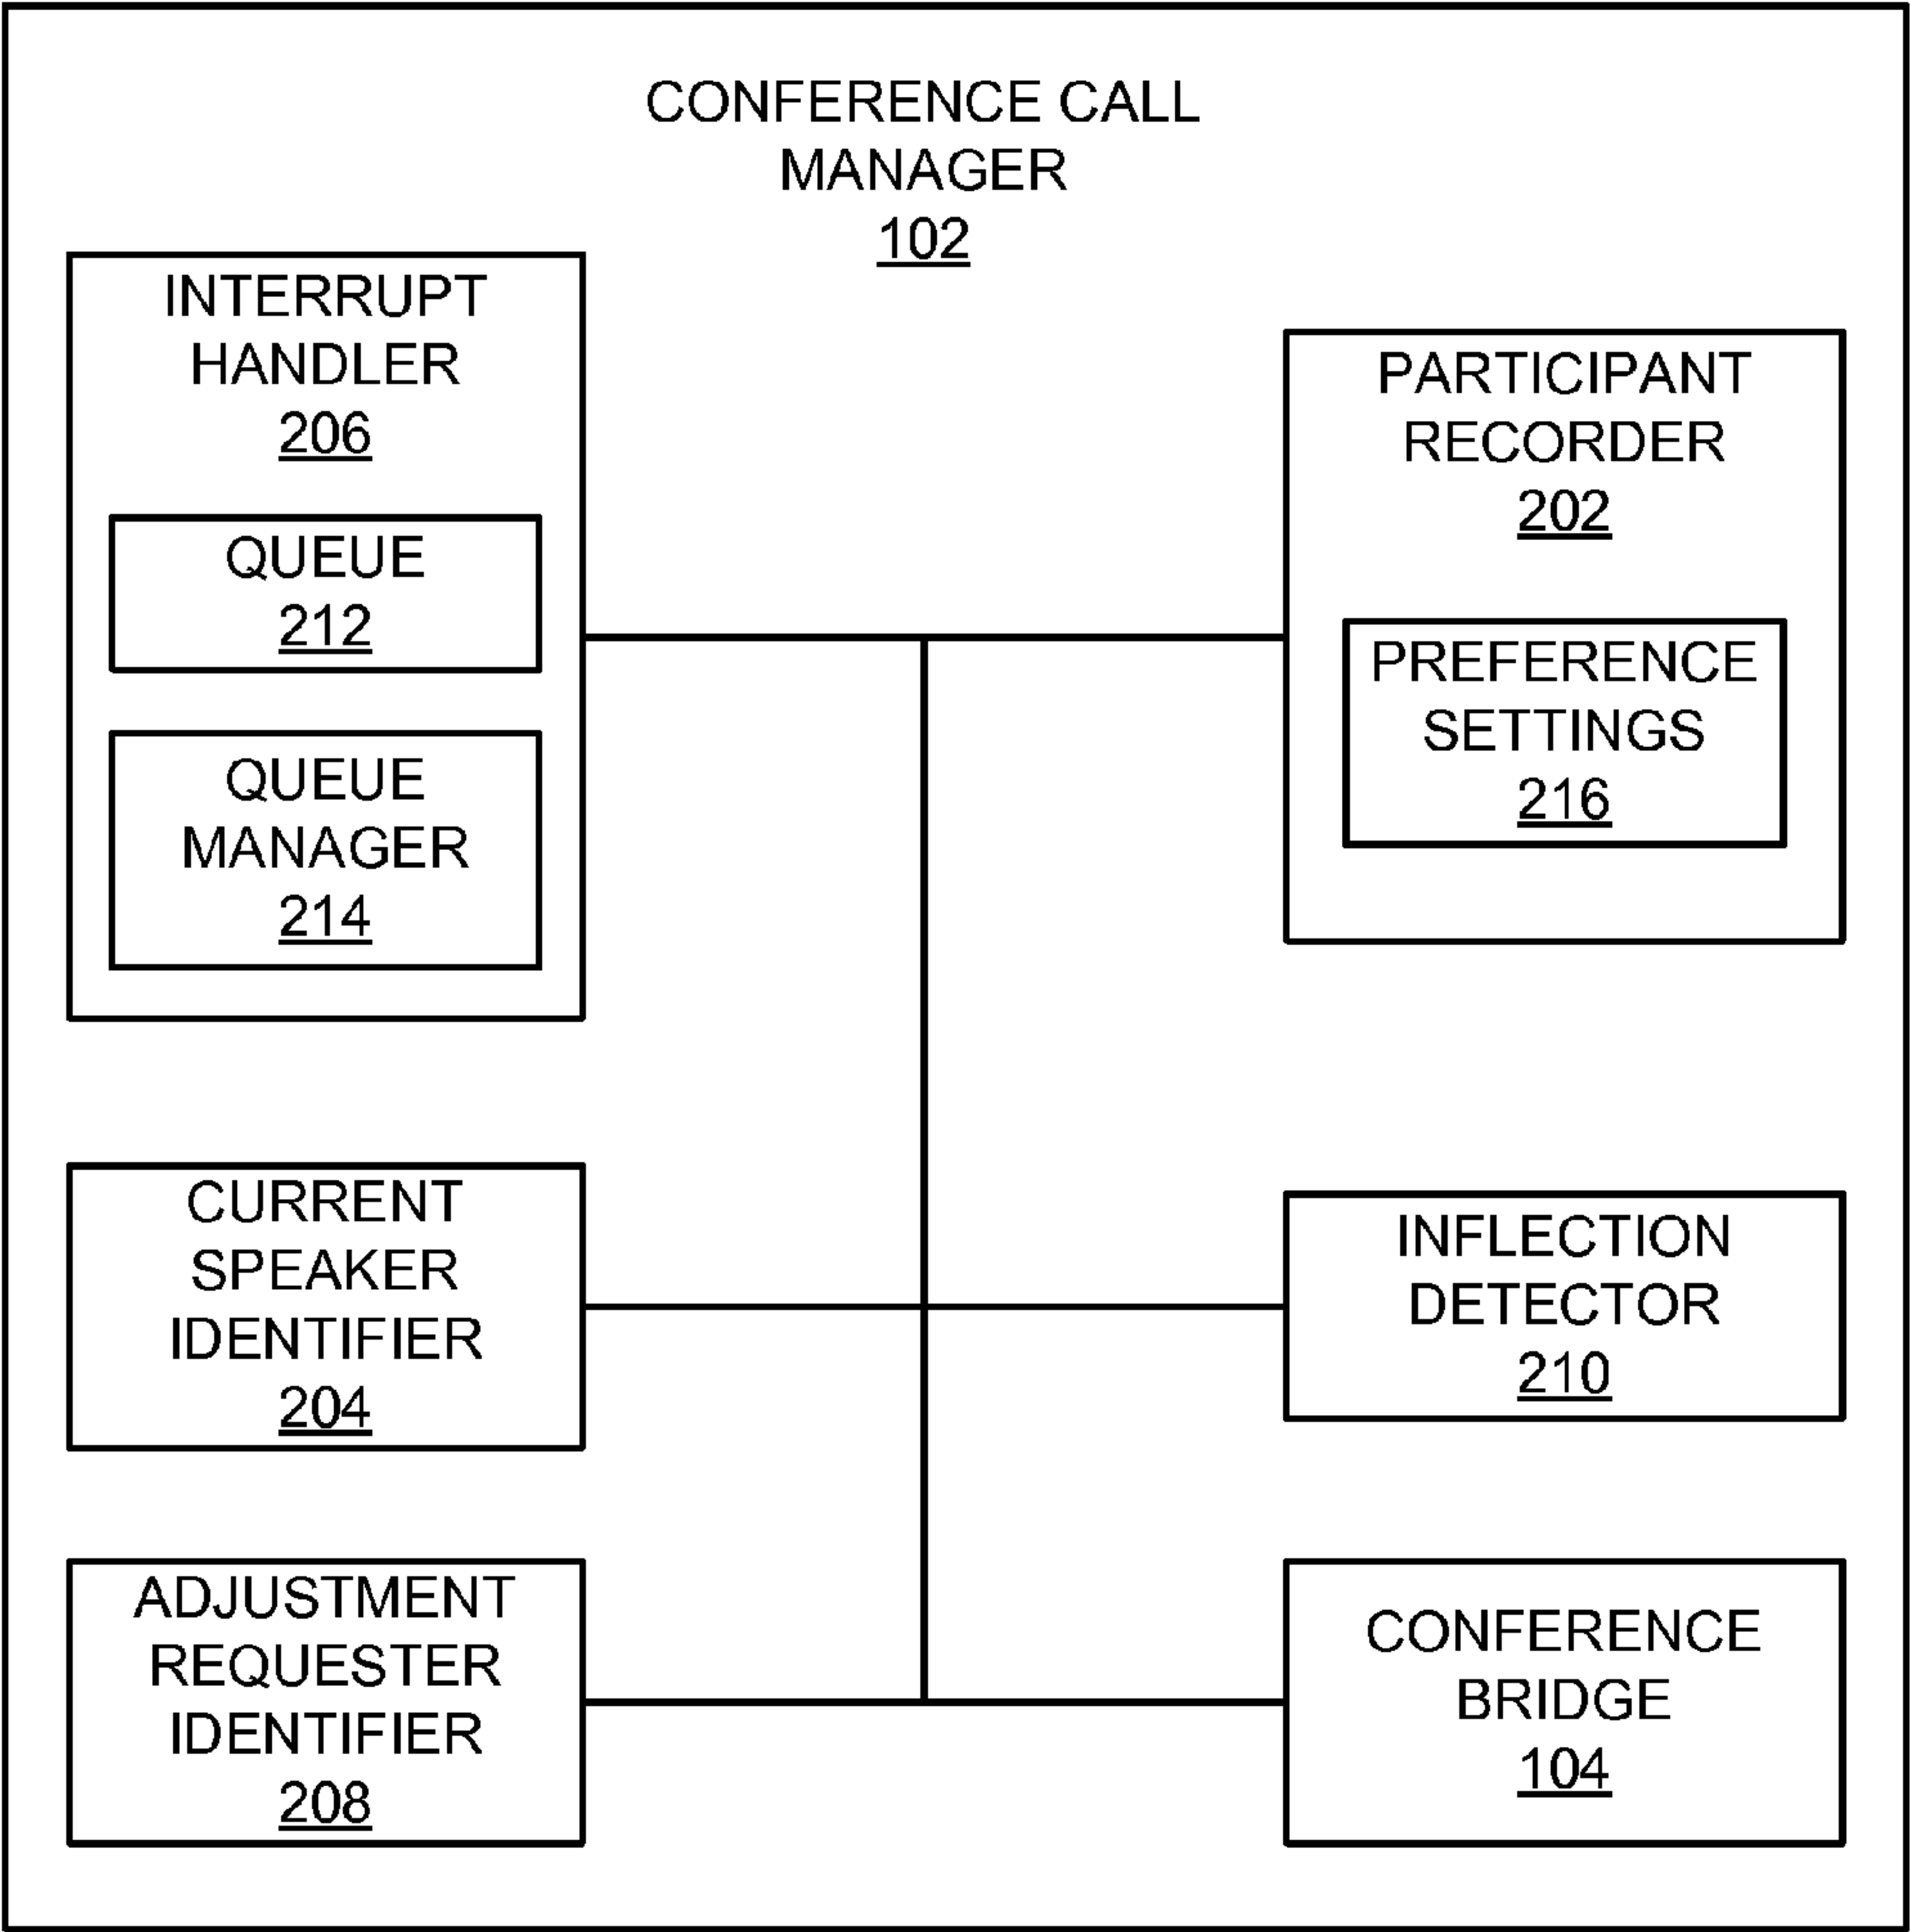 CONFERENCE CALL
MANAGER
102
INTERRUPT
HANDLER
206
QUEUE
212
QUEUE
MANAGER
214
PARTICIPANT
RECORDER
202
PREFERENCE
SETTINGS
216
CURRENT
SPEAKER
IDENTIFIER
204
INFLECTION
DETECTOR
210
ADJUSTMENT
REQUESTER
IDENTIFIER
208
CONFERENCE
BRIDGE
104